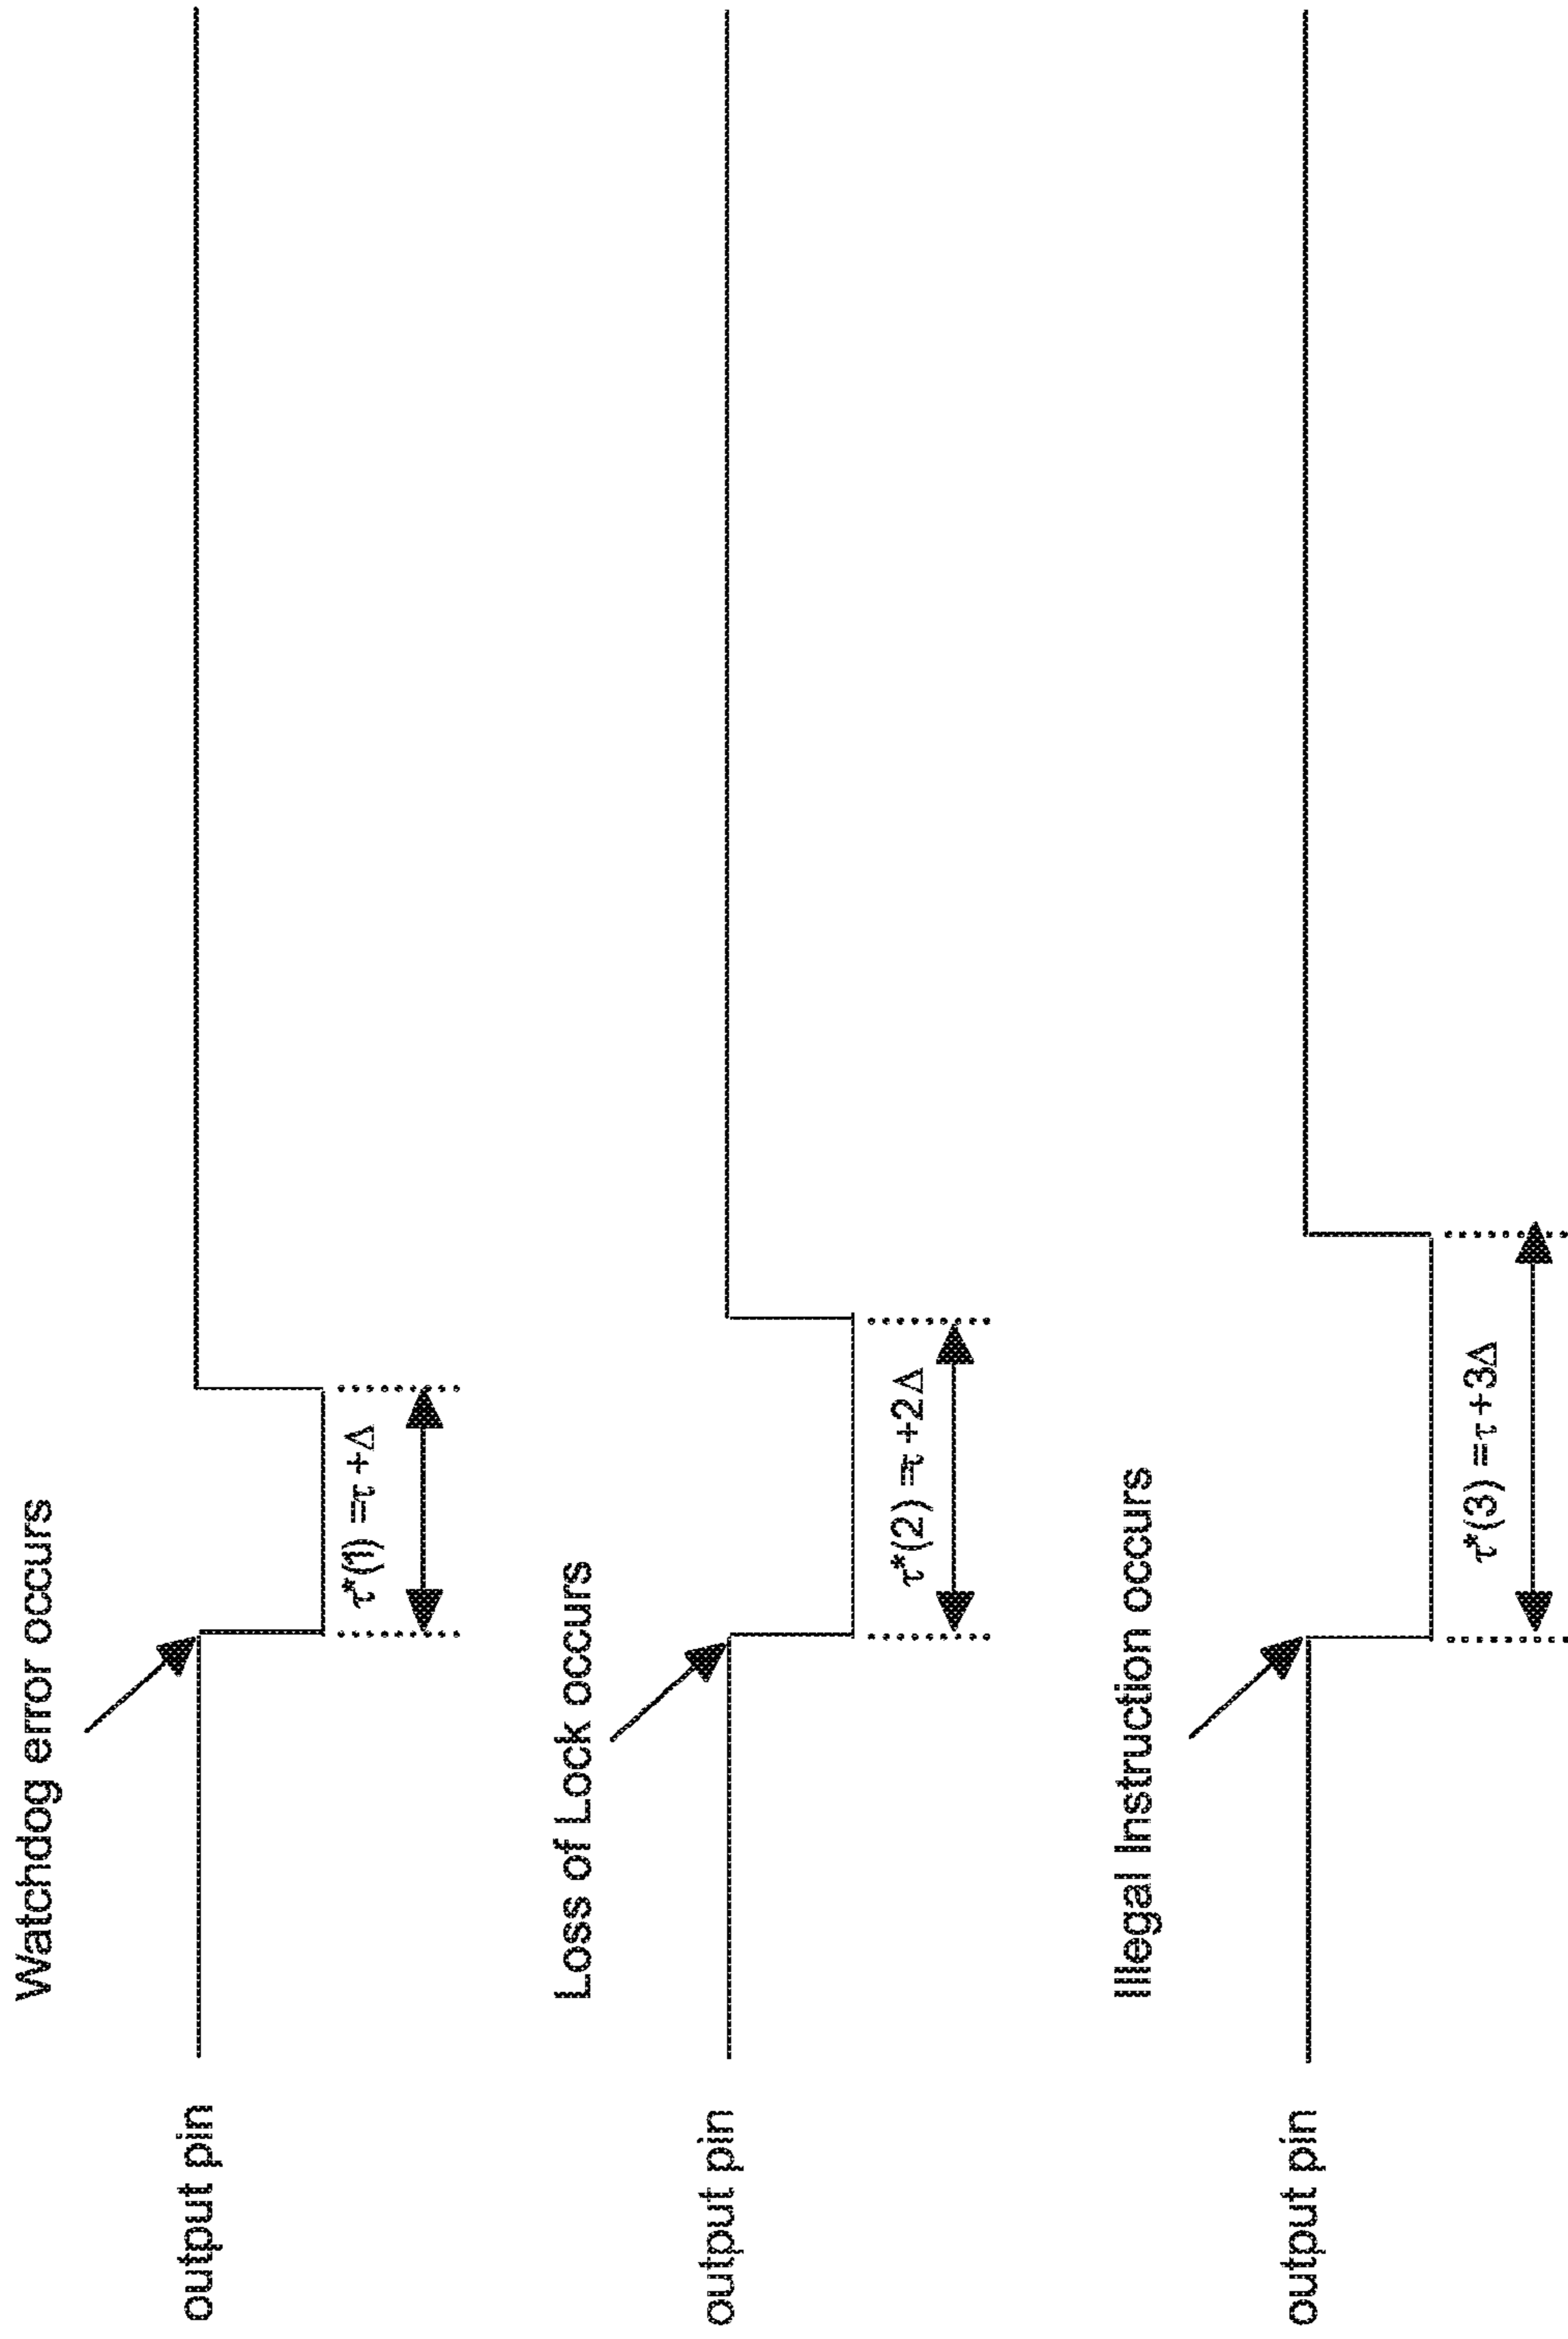 Watchdog error occurs
output pin
τ*(1) =τ +Δ
Loss of Lock occurs
output pin
τ*(2) =τ +2Δ
Illegal Instruction occurs
output pin
τ*(3) =τ +3Δ